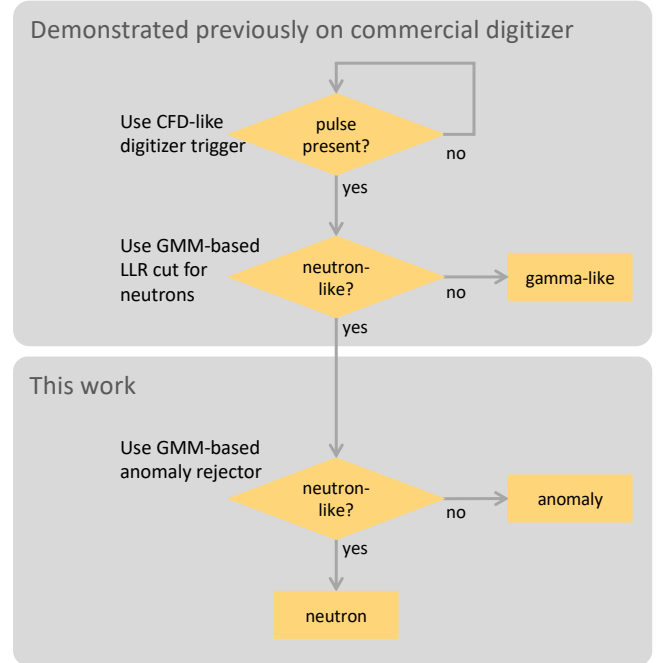 Demonstrated previously on commercial digitizer
Use CFD-like
digitizer trigger
pulse
present?
no
yes
Use GMM-based
LLR cut for
neutrons
neutron-
like?
no
gamma-like
yes
This work
Use GMM-based
anomaly rejector
neutron-
like?
no
anomaly
yes
neutron